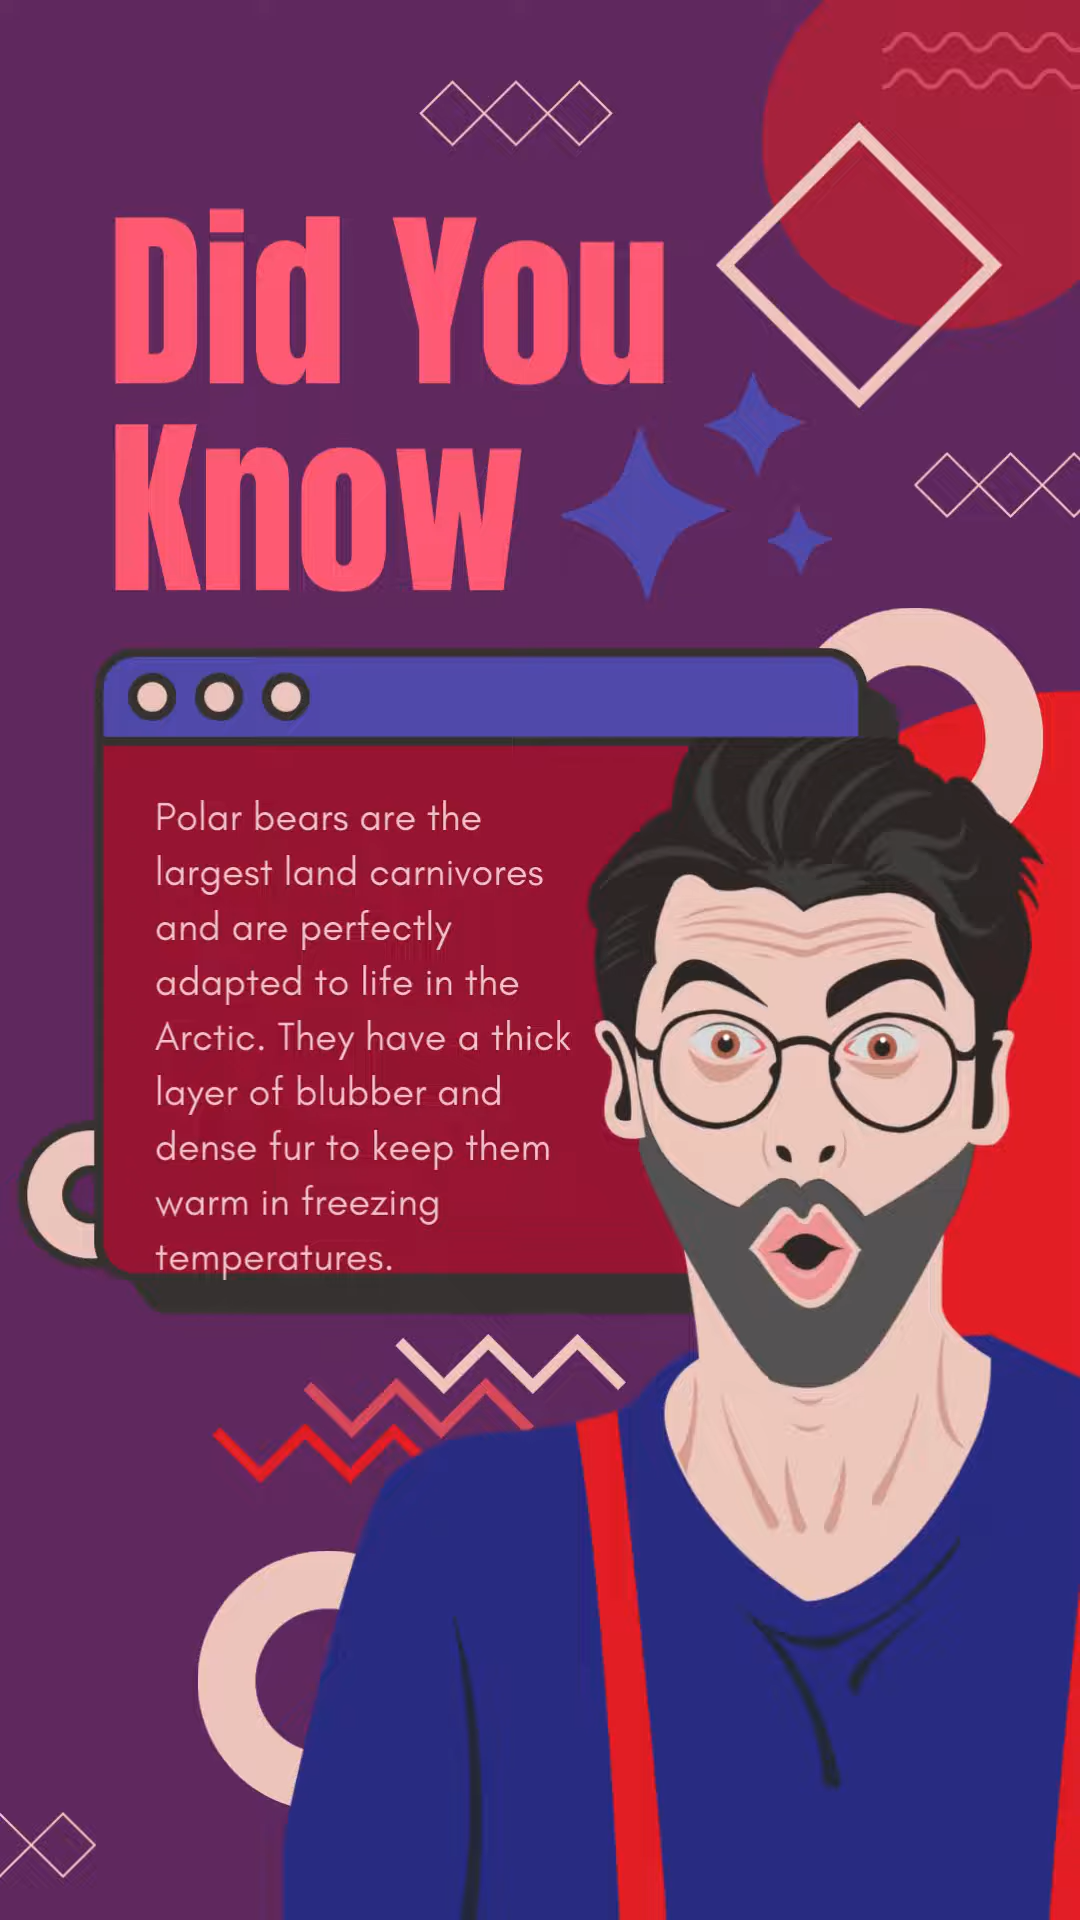 Did You
Know
Polar bears are the
largest land carnivores
and are perfectly
adapted to life in the
Arctic. They have a thick
layer of blubber and
dense fur to keep them
warm in freezing
temperatures.